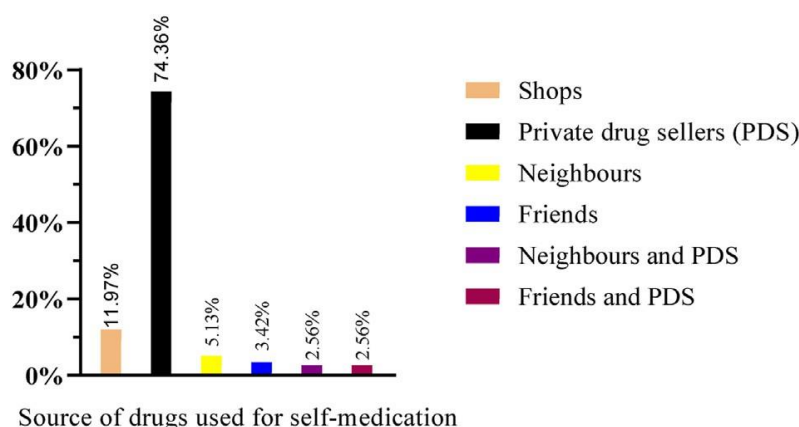 80%
60%
40%
20%
0%
11.97%
74.36%
5.13%
3.42%
2.56%
2.56%
Source of drugs used for self-medication
Shops
Private drug sellers (PDS)
Neighbours
Friends
Neighbours and PDS
Friends and PDS